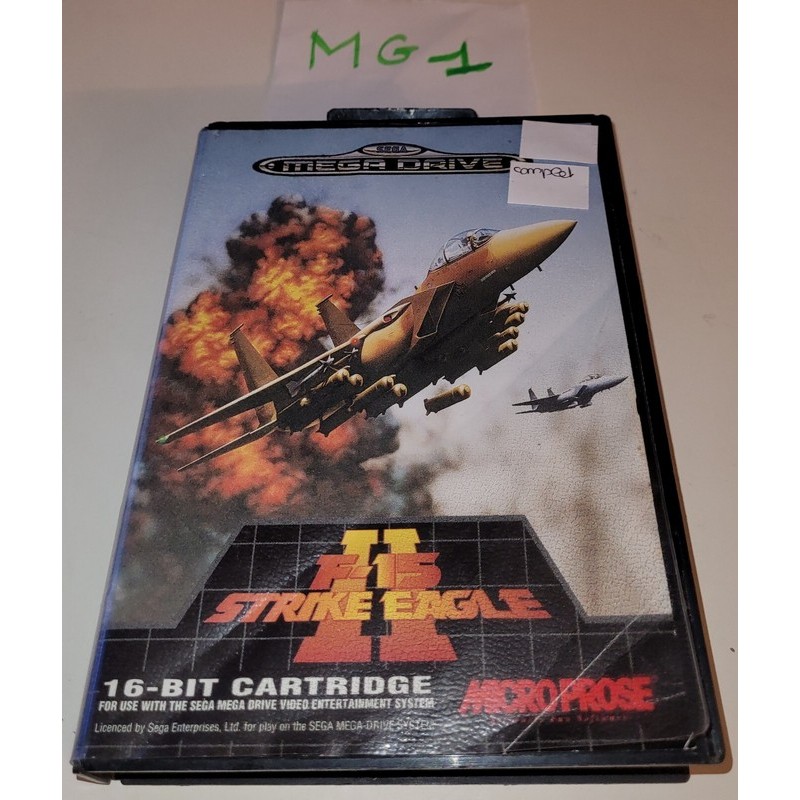 MG1
SEGA
MEGA DRIVE
II
F-15
STRIKE EAGLE
16-BIT CARTRIDGE
FOR USE WITH THE SEGA MEGA DRIVE VIDEO ENTERTAINMENT SYSTEM
MICROPROSE
Licenced by Sega Enterprises, Ltd. for play on the SEGA MEGA DRIVE SYSTEM